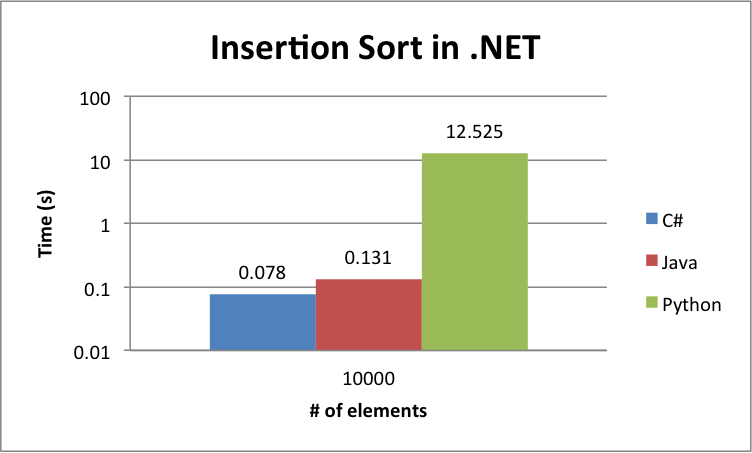 Insertion Sort in .NET
100
10
1
0.1
0.01
Time (s)
0.078
0.131
12.525
10000
# of elements
C#
Java
Python